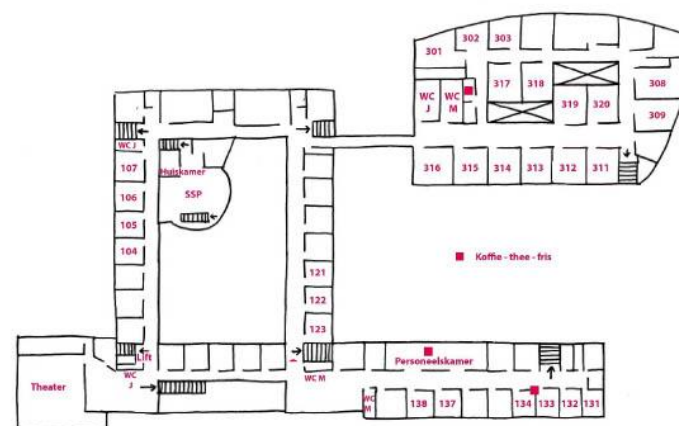 302 303
301
317 318
308
WC J
WC M
319 320
309
WC J
107
Huiskamer
SSP
316 315 314 313 312 311
106
105
104
Koffie - thee - fris
121
122
123
Lift
Personeelskamer
Theater
WC J
WC M
WC M
138 137
134 133 132 131